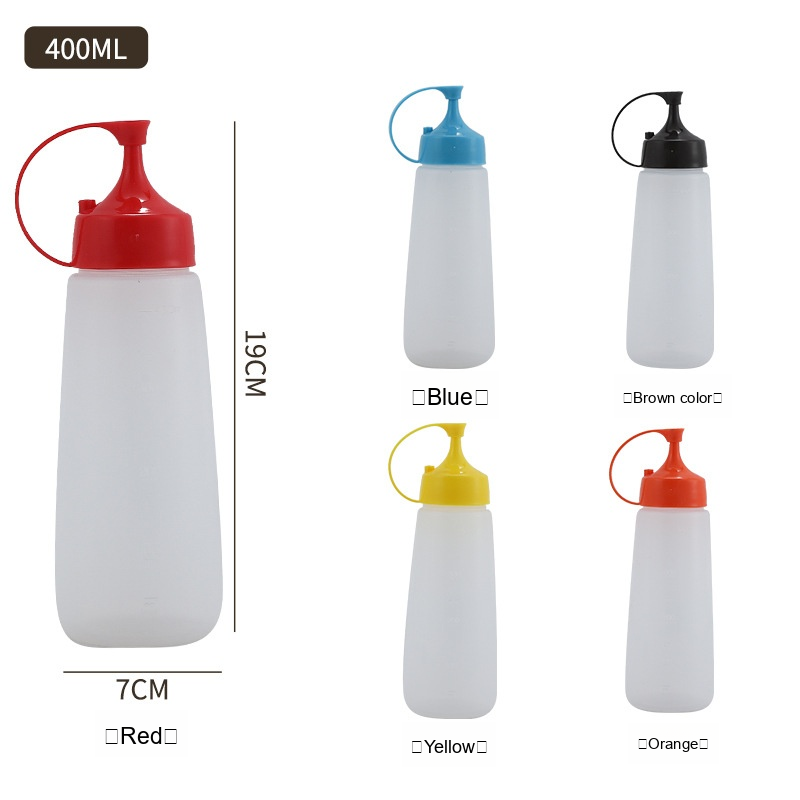 400ML
19CM
7CM
▯Red▯
▯Blue▯
▯Brown color▯
▯Yellow▯
▯Orange▯